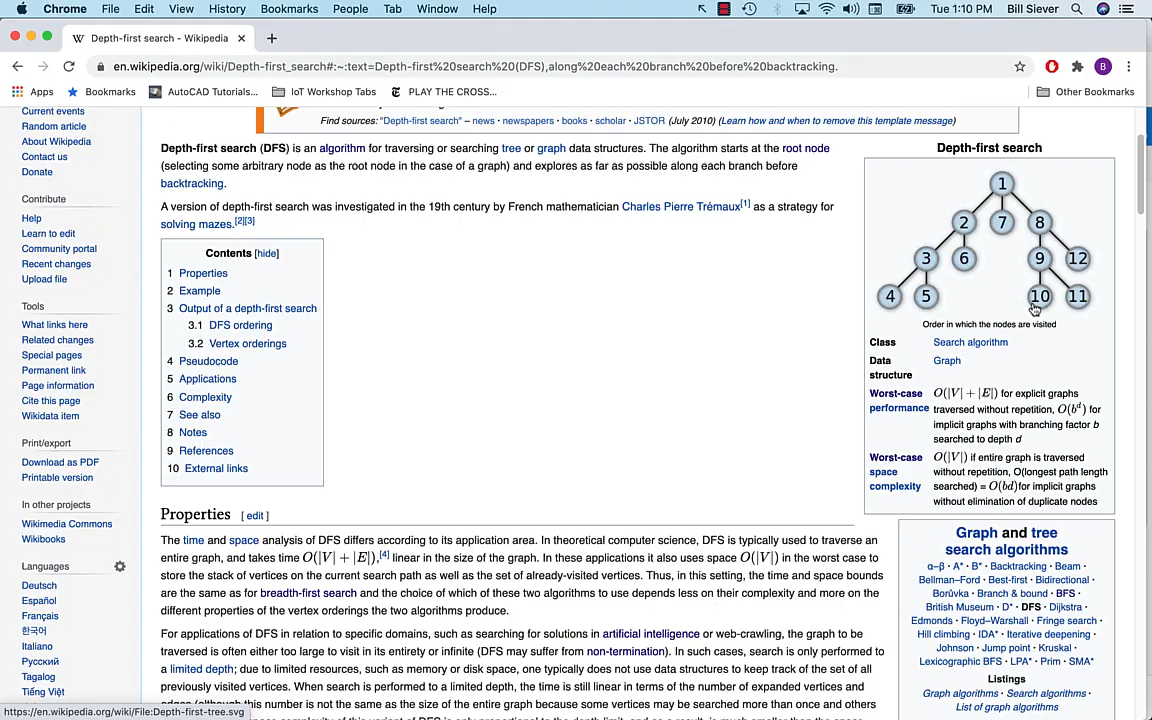 Chrome File Edit View History Bookmarks People Tab Window Help Tue 1:10 PM Bill Siever
Depth-first search - Wikipedia
en.wikipedia.org/wiki/Depth-first_search#:~:text=Depth-first%20search%20(DFS),along%20each%20branch%20before%20backtracking.
Apps Bookmarks AutoCAD Tutorials... IoT Workshop Tabs PLAY THE CROSS... Other Bookmarks
Current events
Random article
About Wikipedia
Contact us
Donate
Contribute
Help
Learn to edit
Community portal
Recent changes
Upload file
Tools
What links here
Related changes
Special pages
Permanent link
Page information
Cite this page
Wikidata item
Print/export
Download as PDF
Printable version
In other projects
Wikimedia Commons
Wikibooks
Languages
Deutsch
Español
Français
한국어
Italiano
Русский
Tagalog
Tiếng Việt
https://en.wikipedia.org/wiki/File:Depth-first-tree.svg
Find sources: "Depth-first search" – news · newspapers · books · scholar · JSTOR (July 2010) (Learn how and when to remove this template message)
Depth-first search (DFS) is an algorithm for traversing or searching tree or graph data structures. The algorithm starts at the root node
(selecting some arbitrary node as the root node in the case of a graph) and explores as far as possible along each branch before
backtracking.
A version of depth-first search was investigated in the 19th century by French mathematician Charles Pierre Trémaux[1] as a strategy for
solving mazes.[2][3]
Contents [hide]
1 Properties
2 Example
3 Output of a depth-first search
3.1 DFS ordering
3.2 Vertex orderings
4 Pseudocode
5 Applications
6 Complexity
7 See also
8 Notes
9 References
10 External links
Properties [ edit ]
The time and space analysis of DFS differs according to its application area. In theoretical computer science, DFS is typically used to traverse an
entire graph, and takes time O(|V| + |E|),[4] linear in the size of the graph. In these applications it also uses space O(|V|) in the worst case to
store the stack of vertices on the current search path as well as the set of already-visited vertices. Thus, in this setting, the time and space bounds
are the same as for breadth-first search and the choice of which of these two algorithms to use depends less on their complexity and more on the
different properties of the vertex orderings the two algorithms produce.
For applications of DFS in relation to specific domains, such as searching for solutions in artificial intelligence or web-crawling, the graph to be
traversed is often either too large to visit in its entirety or infinite (DFS may suffer from non-termination). In such cases, search is only performed to
a limited depth; due to limited resources, such as memory or disk space, one typically does not use data structures to keep track of the set of all
previously visited vertices. When search is performed to a limited depth, the time is still linear in terms of the number of expanded vertices and
edges (although this number is not the same as the size of the entire graph because some vertices may be searched more than once and others
Depth-first search
1
2 7 8
3 6 9 12
4 5 10 11
Order in which the nodes are visited
Class Search algorithm
Data structure Graph
Worst-case performance O(|V| + |E|) for explicit graphs
traversed without repetition, O(b^d) for
implicit graphs with branching factor b
searched to depth d
Worst-case space complexity O(|V|) if entire graph is traversed
without repetition, O(longest path length
searched) = O(bd)for implicit graphs
without elimination of duplicate nodes
Graph and tree
search algorithms
α–β · A* · B* · Backtracking · Beam ·
Bellman–Ford · Best-first · Bidirectional ·
Borůvka · Branch & bound · BFS ·
British Museum · D* · DFS · Dijkstra ·
Edmonds · Floyd–Warshall · Fringe search ·
Hill climbing · IDA* · Iterative deepening ·
Johnson · Jump point · Kruskal ·
Lexicographic BFS · LPA* · Prim · SMA*
Listings
Graph algorithms · Search algorithms ·
List of graph algorithms